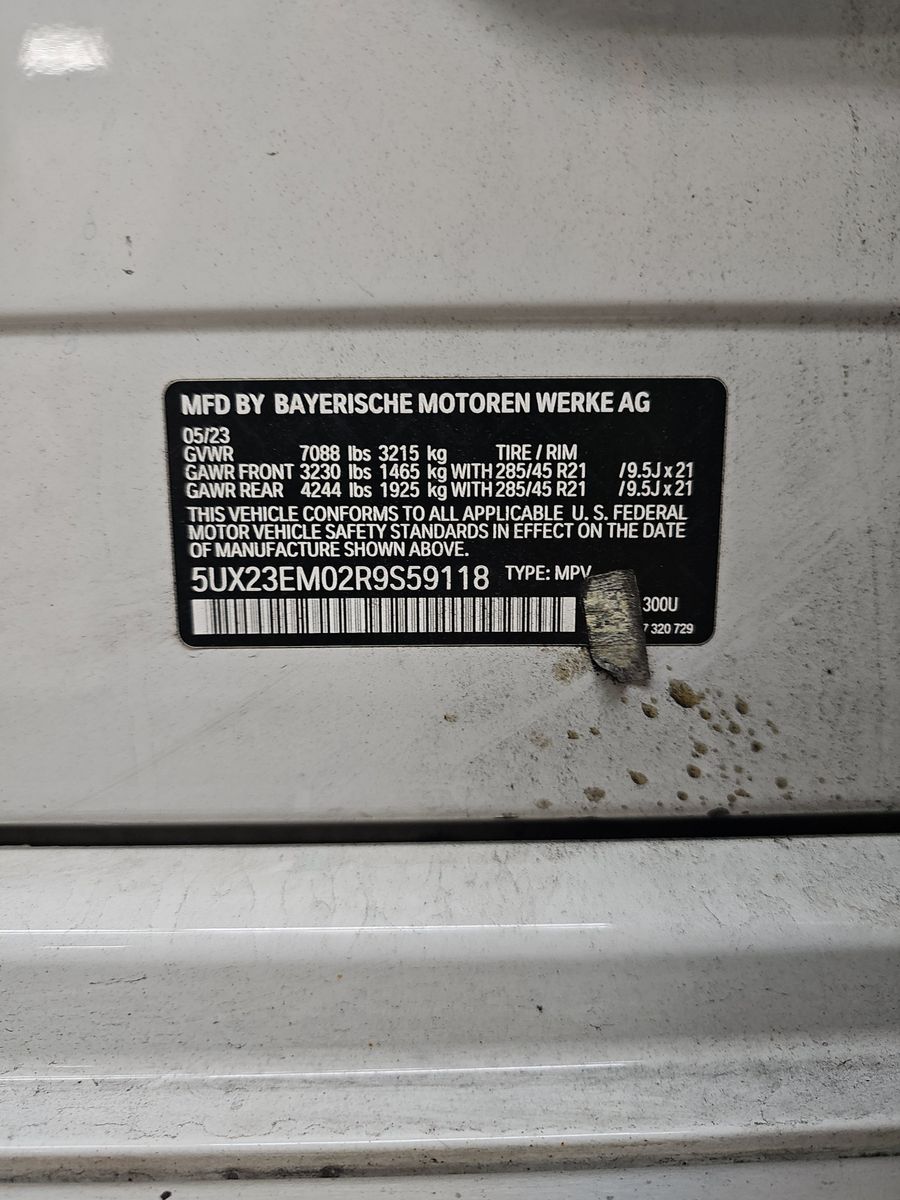 MFD BY BAYERISCHE MOTOREN WERKE AG
05/23
GVWR 7088 lbs 3215 kg TIRE / RIM
GAWR FRONT 3230 lbs 1465 kg WITH 285/45 R21 / 9.5J x 21
GAWR REAR 4244 lbs 1925 kg WITH 285/45 R21 / 9.5J x 21
THIS VEHICLE CONFORMS TO ALL APPLICABLE U. S. FEDERAL
MOTOR VEHICLE SAFETY STANDARDS IN EFFECT ON THE DATE
OF MANUFACTURE SHOWN ABOVE.
5UX23EM02R9S59118 TYPE: MPV
300U
7 320 729